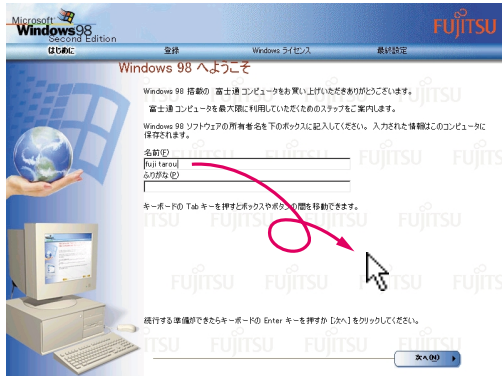 Microsoft
Windows98
Second Edition
FUJITSU
はじめに 登録 Windows ライセンス 最終設定
Windows 98 へようこそ
Windows 98 搭載の 富士通コンピュータをお買い上げいただきありがとうございます。
富士通コンピュータを最大限に利用していただくためのステップをご案内します。
Windows 98 ソフトウェアの所有者名を下のボックスに記入してください。 入力された情報はこのコンピュータに
保存されます。
名前(F)
fuji tarou
ふりがな(P)
キーボードの Tab キーを押すとボックスやボタンの間を移動できます。
続行する準備ができたらキーボードの Enter キーを押すか [次へ] をクリックしてください。
次へ(N)